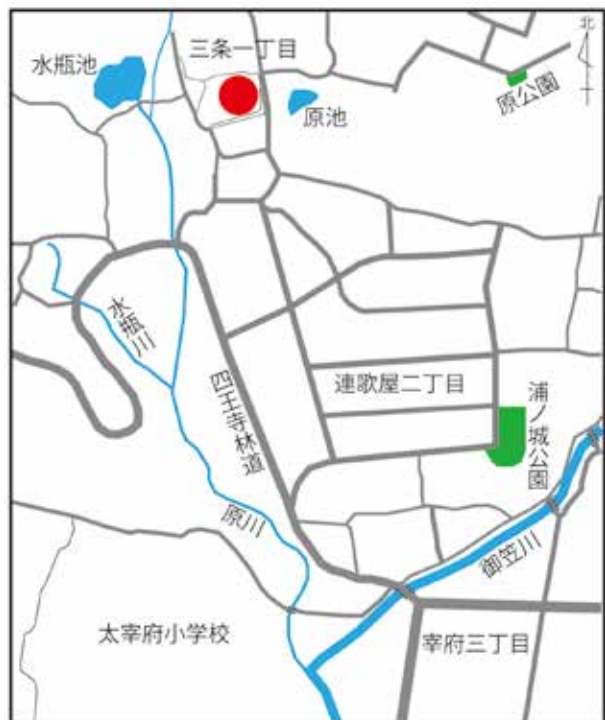 北
三条一丁目
水瓶池
原公園
原池
水瓶川
四王寺林道
連歌屋二丁目
浦ノ城公園
原川
御笠川
太宰府小学校
宰府三丁目